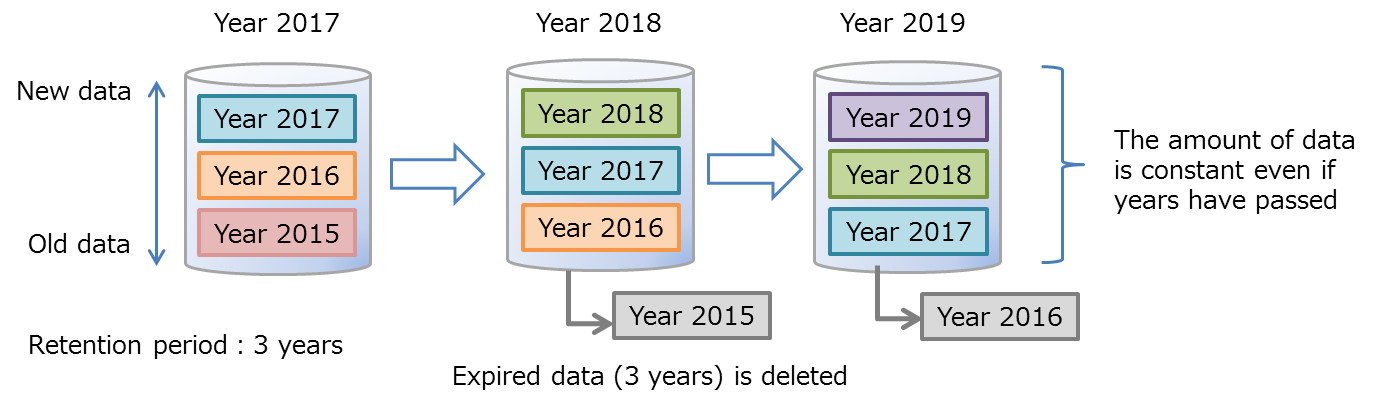 Year 2017
Year 2018
Year 2019
New data
Old data
Year 2017
Year 2016
Year 2015
Year 2018
Year 2017
Year 2016
Year 2019
Year 2018
Year 2017
The amount of data
is constant even if
years have passed
Year 2015
Year 2016
Retention period : 3 years
Expired data (3 years) is deleted